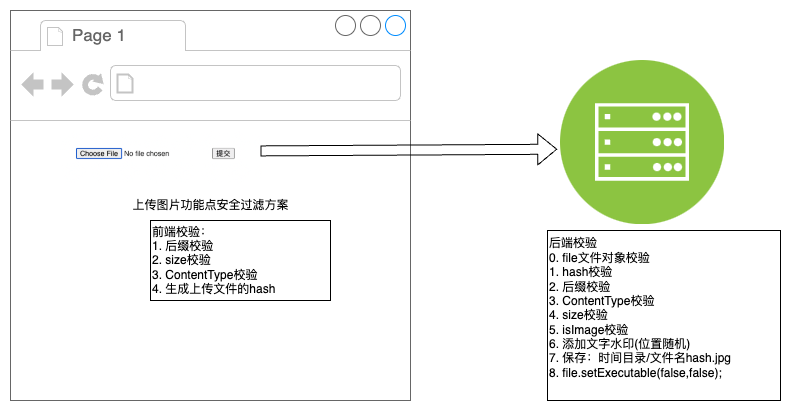 Page 1
Choose File No file chosen
提交
上传图片功能点安全过滤方案
前端校验：
1. 后缀校验
2. size校验
3. ContentType校验
4. 生成上传文件的hash
后端校验
0. file文件对象校验
1. hash校验
2. 后缀校验
3. ContentType校验
4. size校验
5. isImage校验
6. 添加文字水印(位置随机)
7. 保存：时间目录/文件名hash.jpg
8. file.setExecutable(false,false);